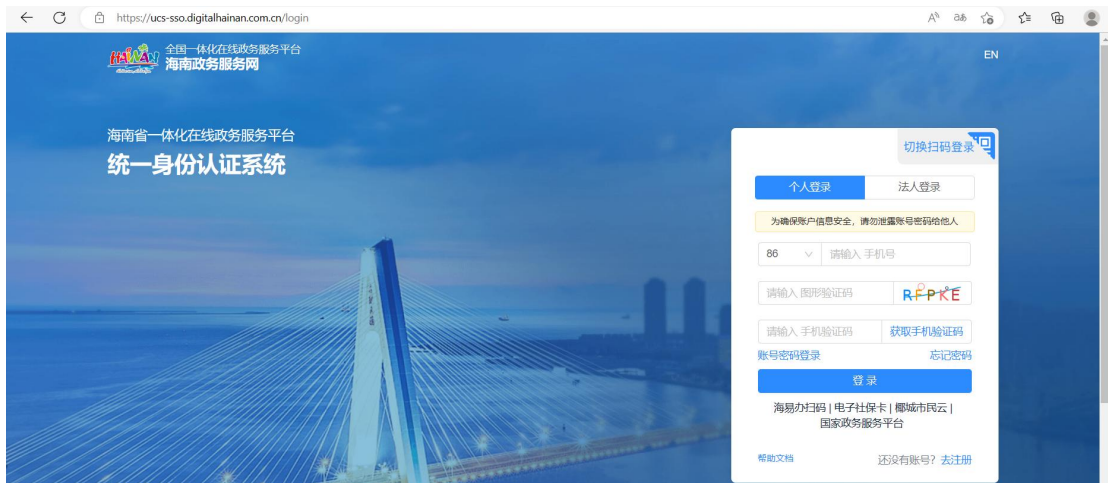 https://ucs-sso.digitalhainan.com.cn/login
HAINAN
全国一体化在线政务服务平台
海南政务服务网
EN
海南省一体化在线政务服务平台
统一身份认证系统
切换扫码登录
个人登录 法人登录
为确保账户信息安全，请勿泄露账号密码给他人
86 请输入 手机号
请输入 图形验证码 RFPKE
请输入 手机验证码 获取手机验证码
账号密码登录 忘记密码
登 录
海易办扫码 | 电子社保卡 | 椰城市民云 |
国家政务服务平台
帮助文档 还没有账号？去注册